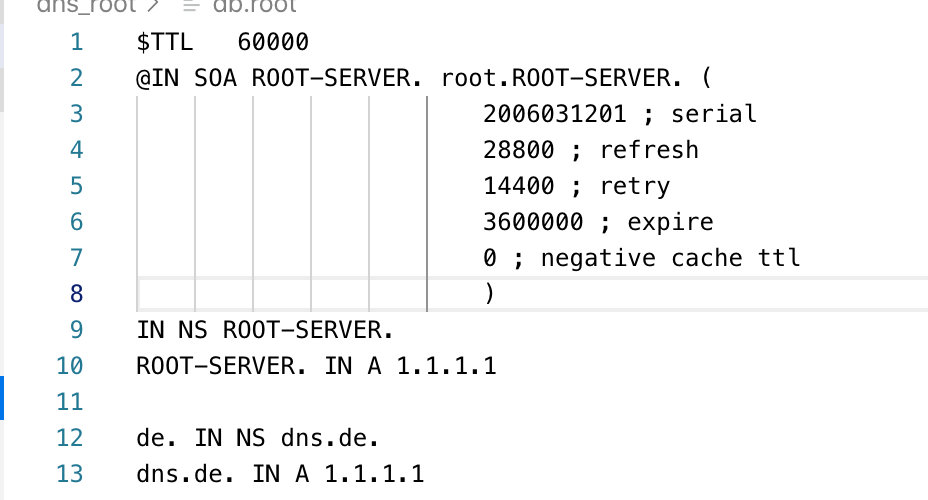 dns_root > db.root
1 $TTL 60000
2 @IN SOA ROOT-SERVER. root.ROOT-SERVER. (
3 2006031201 ; serial
4 28800 ; refresh
5 14400 ; retry
6 3600000 ; expire
7 0 ; negative cache ttl
8 )
9 IN NS ROOT-SERVER.
10 ROOT-SERVER. IN A 1.1.1.1
11
12 de. IN NS dns.de.
13 dns.de. IN A 1.1.1.1